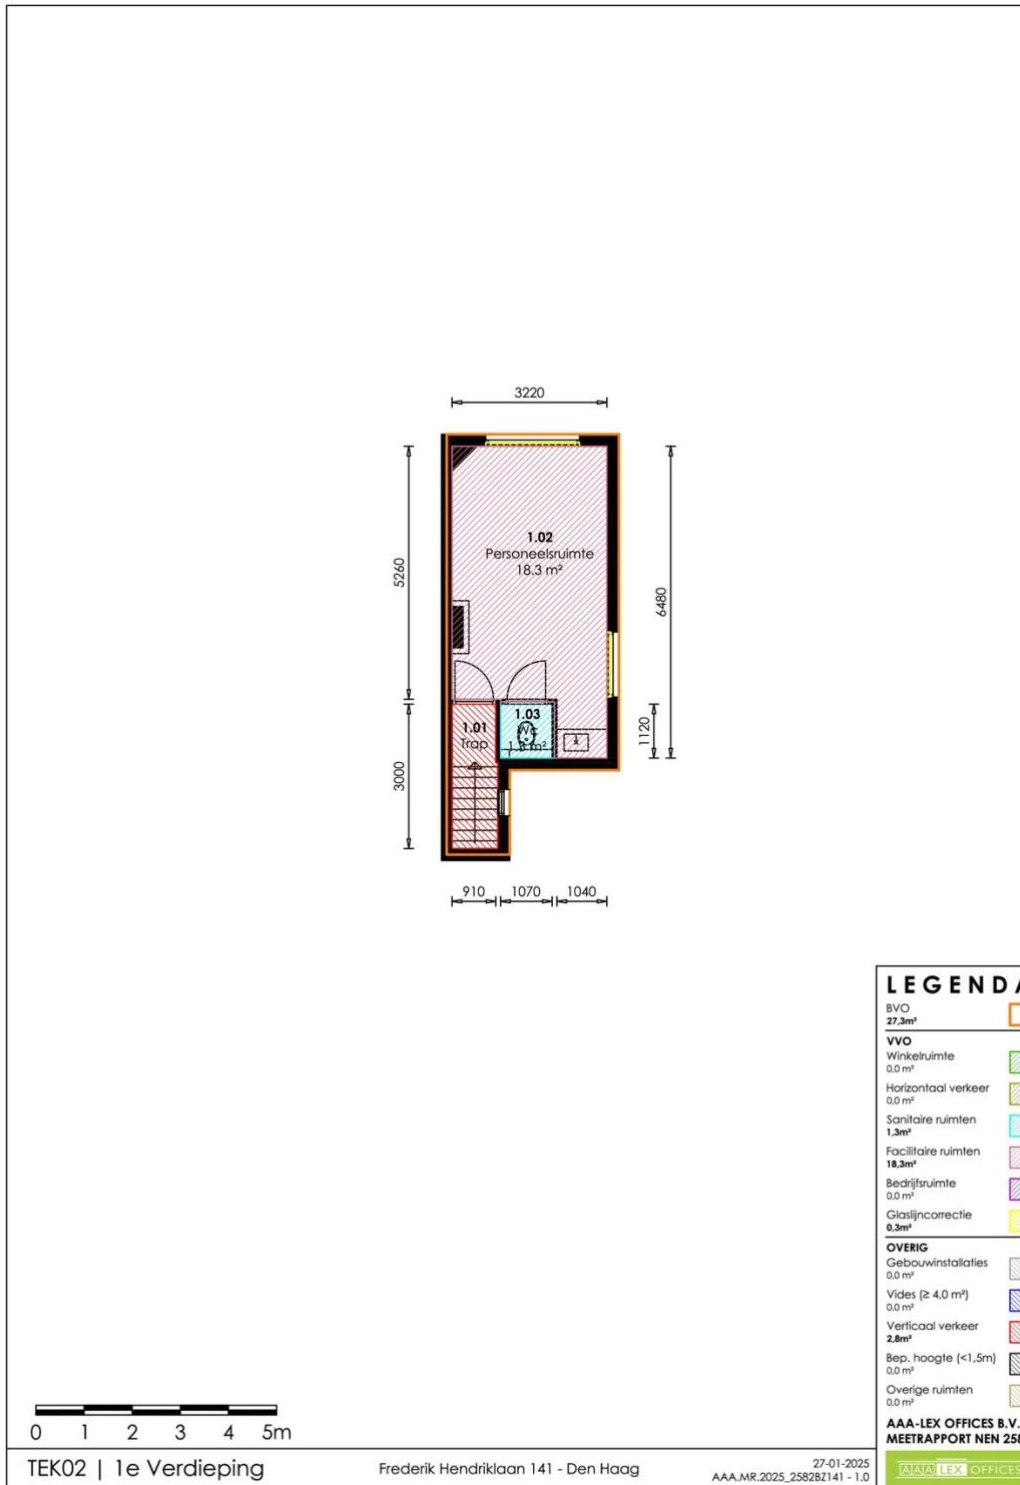 3220
5260
6480
1.02
Personeelsruimte
18.3 m²
1.01
Trap
1.03
WC
1.3 m²
1120
3000
910
1070
1040
LEGENDA
BVO
27,3m²
VVO
Winkelruimte
0,0 m²
Horizontaal verkeer
0,0 m²
Sanitaire ruimten
1,3m²
Facilitaire ruimten
18,3m²
Bedrijfsruimte
0,0 m²
Glaslijncorrectie
0,3m²
OVERIG
Gebouwinstallaties
0,0 m²
Vides (≥ 4,0 m²)
0,0 m²
Verticaal verkeer
2,8m²
Bep. hoogte (<1,5m)
0,0 m²
Overige ruimten
0,0 m²
AAA-LEX OFFICES B.V.
MEETRAPPORT NEN 258
AAA LEX OFFICES
0 1 2 3 4 5m
TEK02 | 1e Verdieping
Frederik Hendriklaan 141 - Den Haag
27-01-2025
AAA.MR.2025_2582BZ141 - 1.0